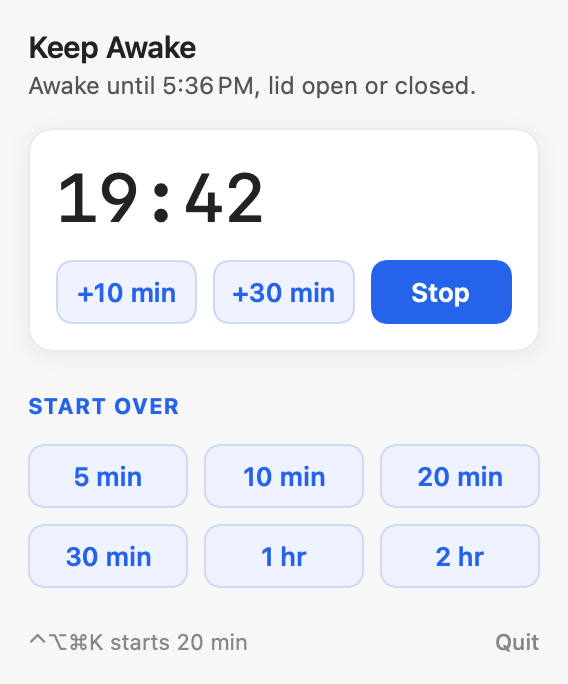 Keep Awake
Awake until 5:36 PM, lid open or closed.
19:42
+10 min +30 min Stop
START OVER
5 min 10 min 20 min
30 min 1 hr 2 hr
⌃⌥⌘K starts 20 min Quit